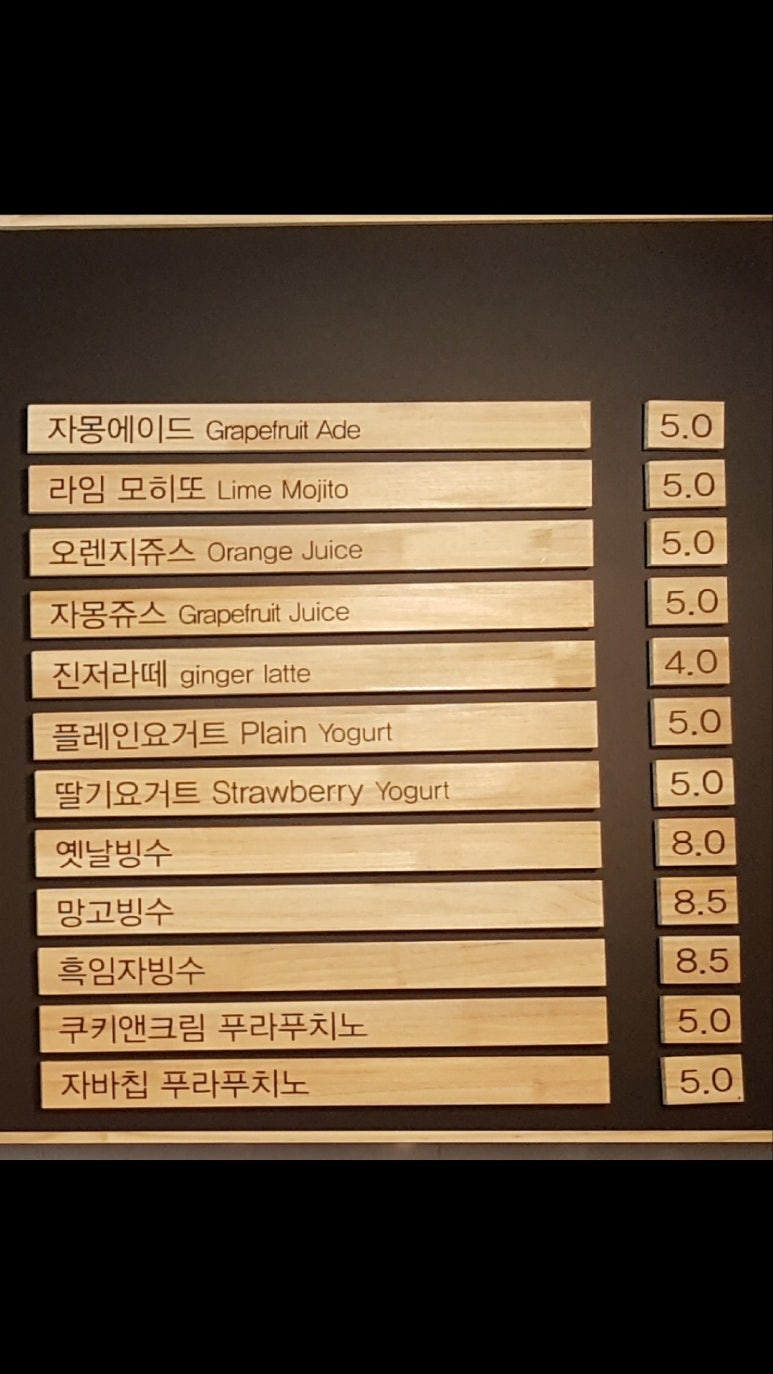 자몽에이드 Grapefruit Ade 5.0
라임 모히또 Lime Mojito 5.0
오렌지쥬스 Orange Juice 5.0
자몽쥬스 Grapefruit Juice 5.0
진저라떼 ginger latte 4.0
플레인요거트 Plain Yogurt 5.0
딸기요거트 Strawberry Yogurt 5.0
옛날빙수 8.0
망고빙수 8.5
흑임자빙수 8.5
쿠키앤크림 푸라푸치노 5.0
자바칩 푸라푸치노 5.0